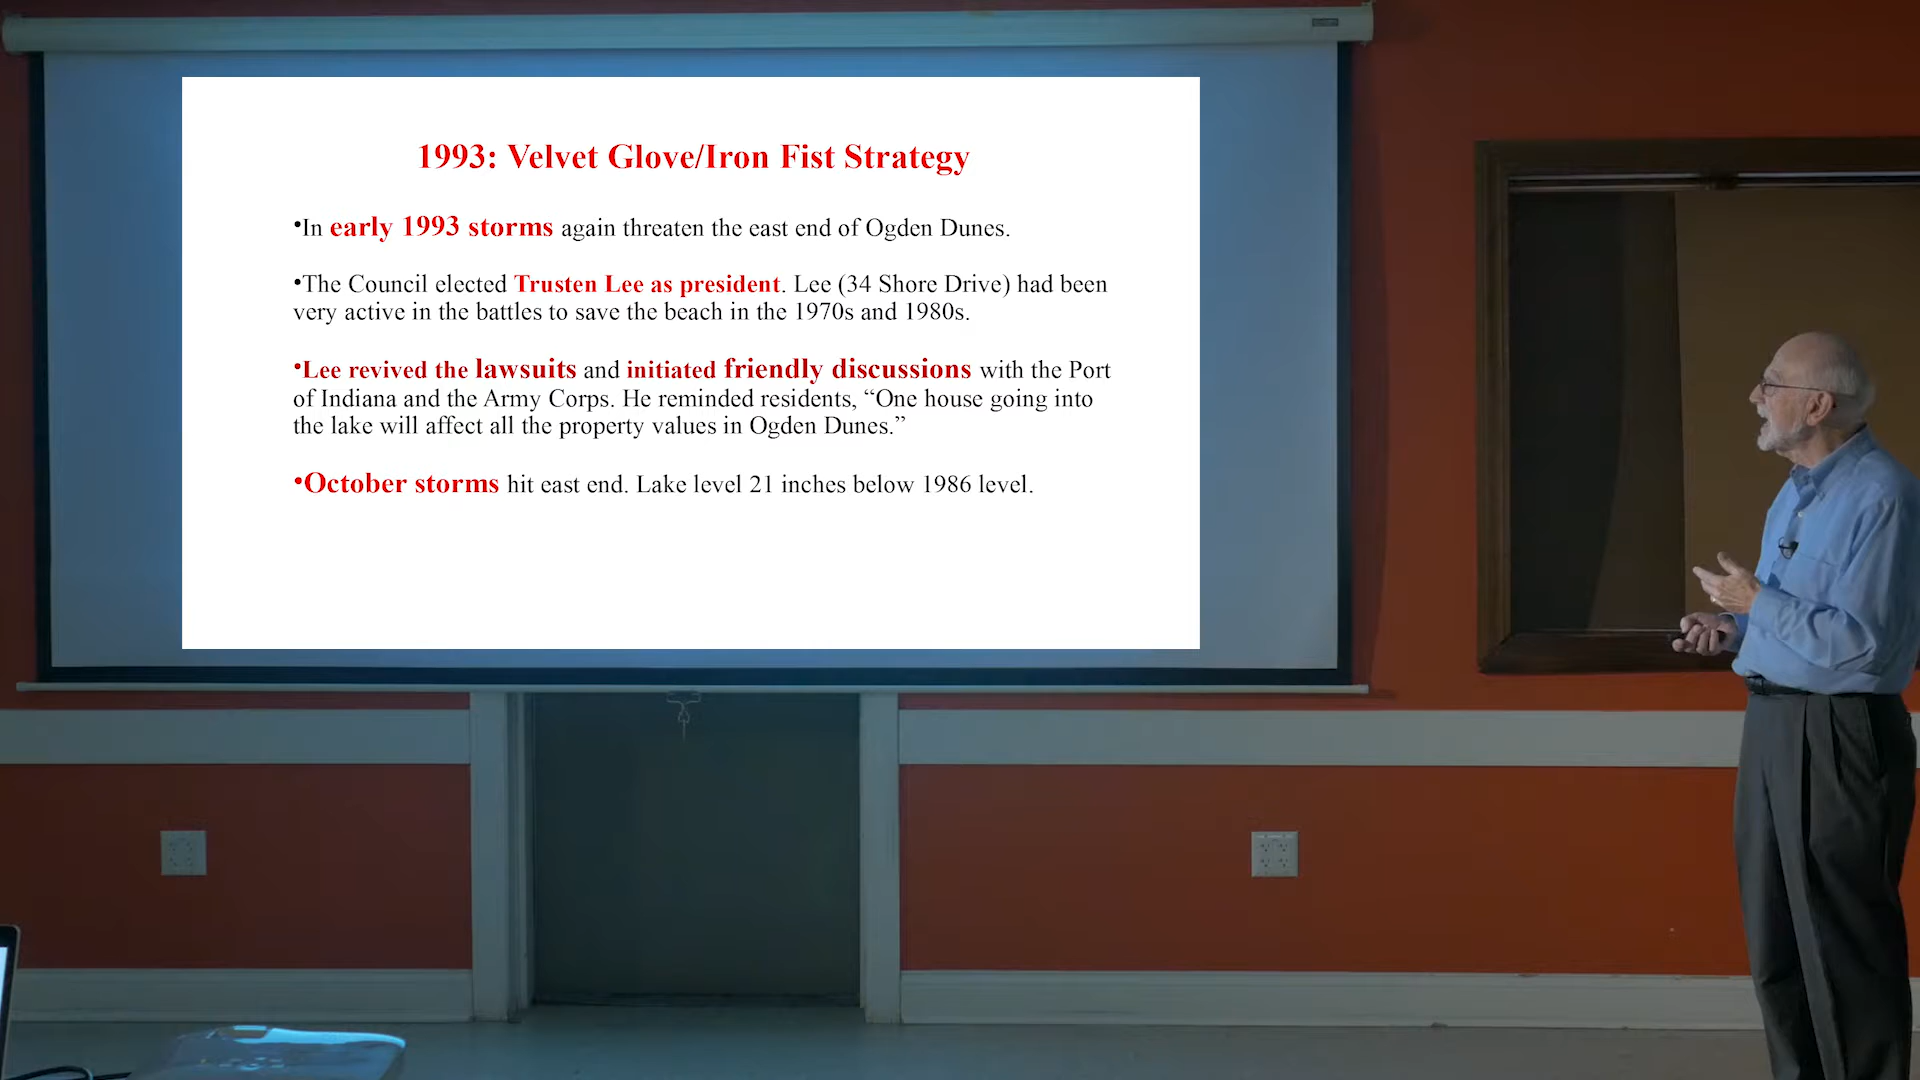 1993: Velvet Glove/Iron Fist Strategy
•In early 1993 storms again threaten the east end of Ogden Dunes.
•The Council elected Trusten Lee as president. Lee (34 Shore Drive) had been
very active in the battles to save the beach in the 1970s and 1980s.
•Lee revived the lawsuits and initiated friendly discussions with the Port
of Indiana and the Army Corps. He reminded residents, “One house going into
the lake will affect all the property values in Ogden Dunes.”
•October storms hit east end. Lake level 21 inches below 1986 level.